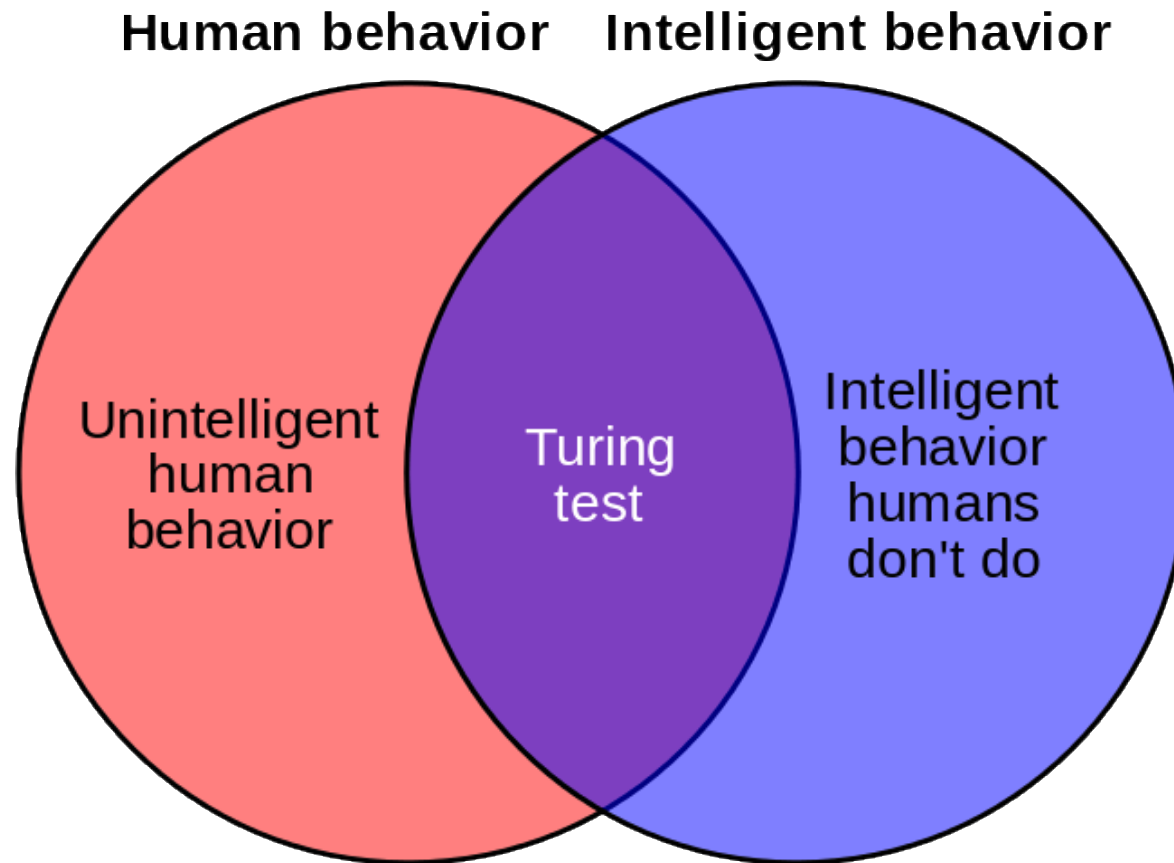 Human behavior
Intelligent behavior
Unintelligent
human
behavior
Turing
test
Intelligent
behavior
humans
don't do